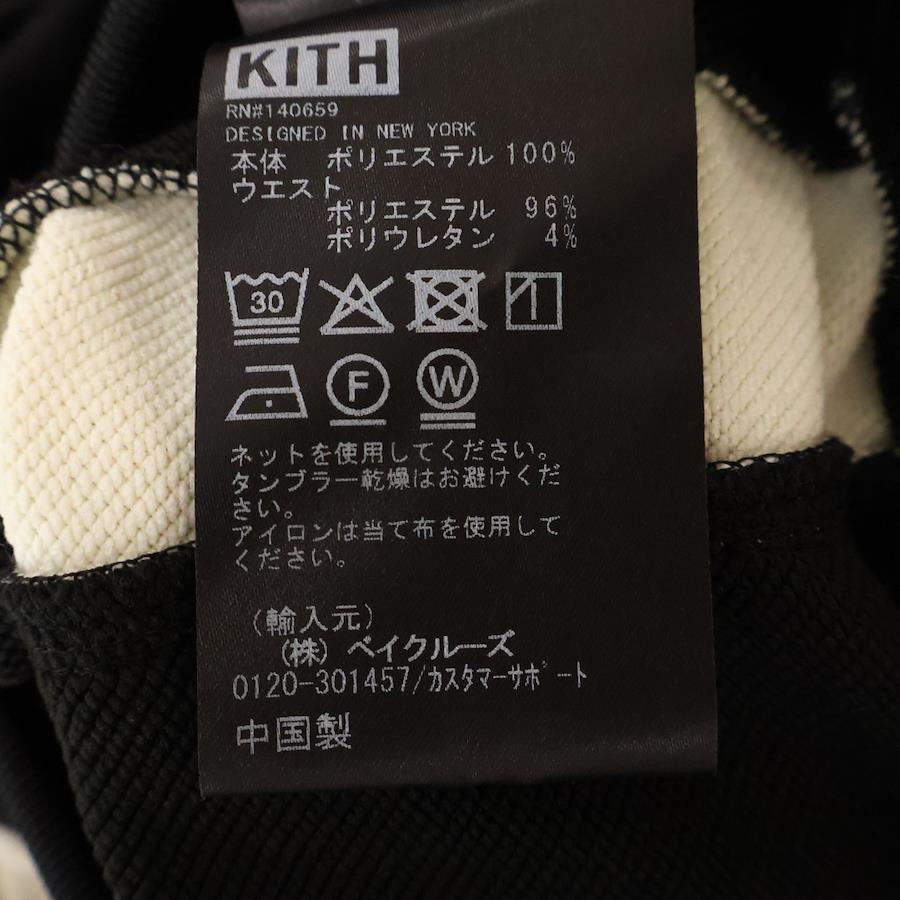 KITH
RN#140659
DESIGNED IN NEW YORK
本体 ポリエステル 100%
ウエスト
ポリエステル 96%
ポリウレタン 4%
30
F W
ネットを使用してください。
タンブラー乾燥はお避けくだ
さい。
アイロンは当て布を使用して
ください。
(輸入元)
(株) ベイクルーズ
0120-301457/カスタマーサポート
中国製